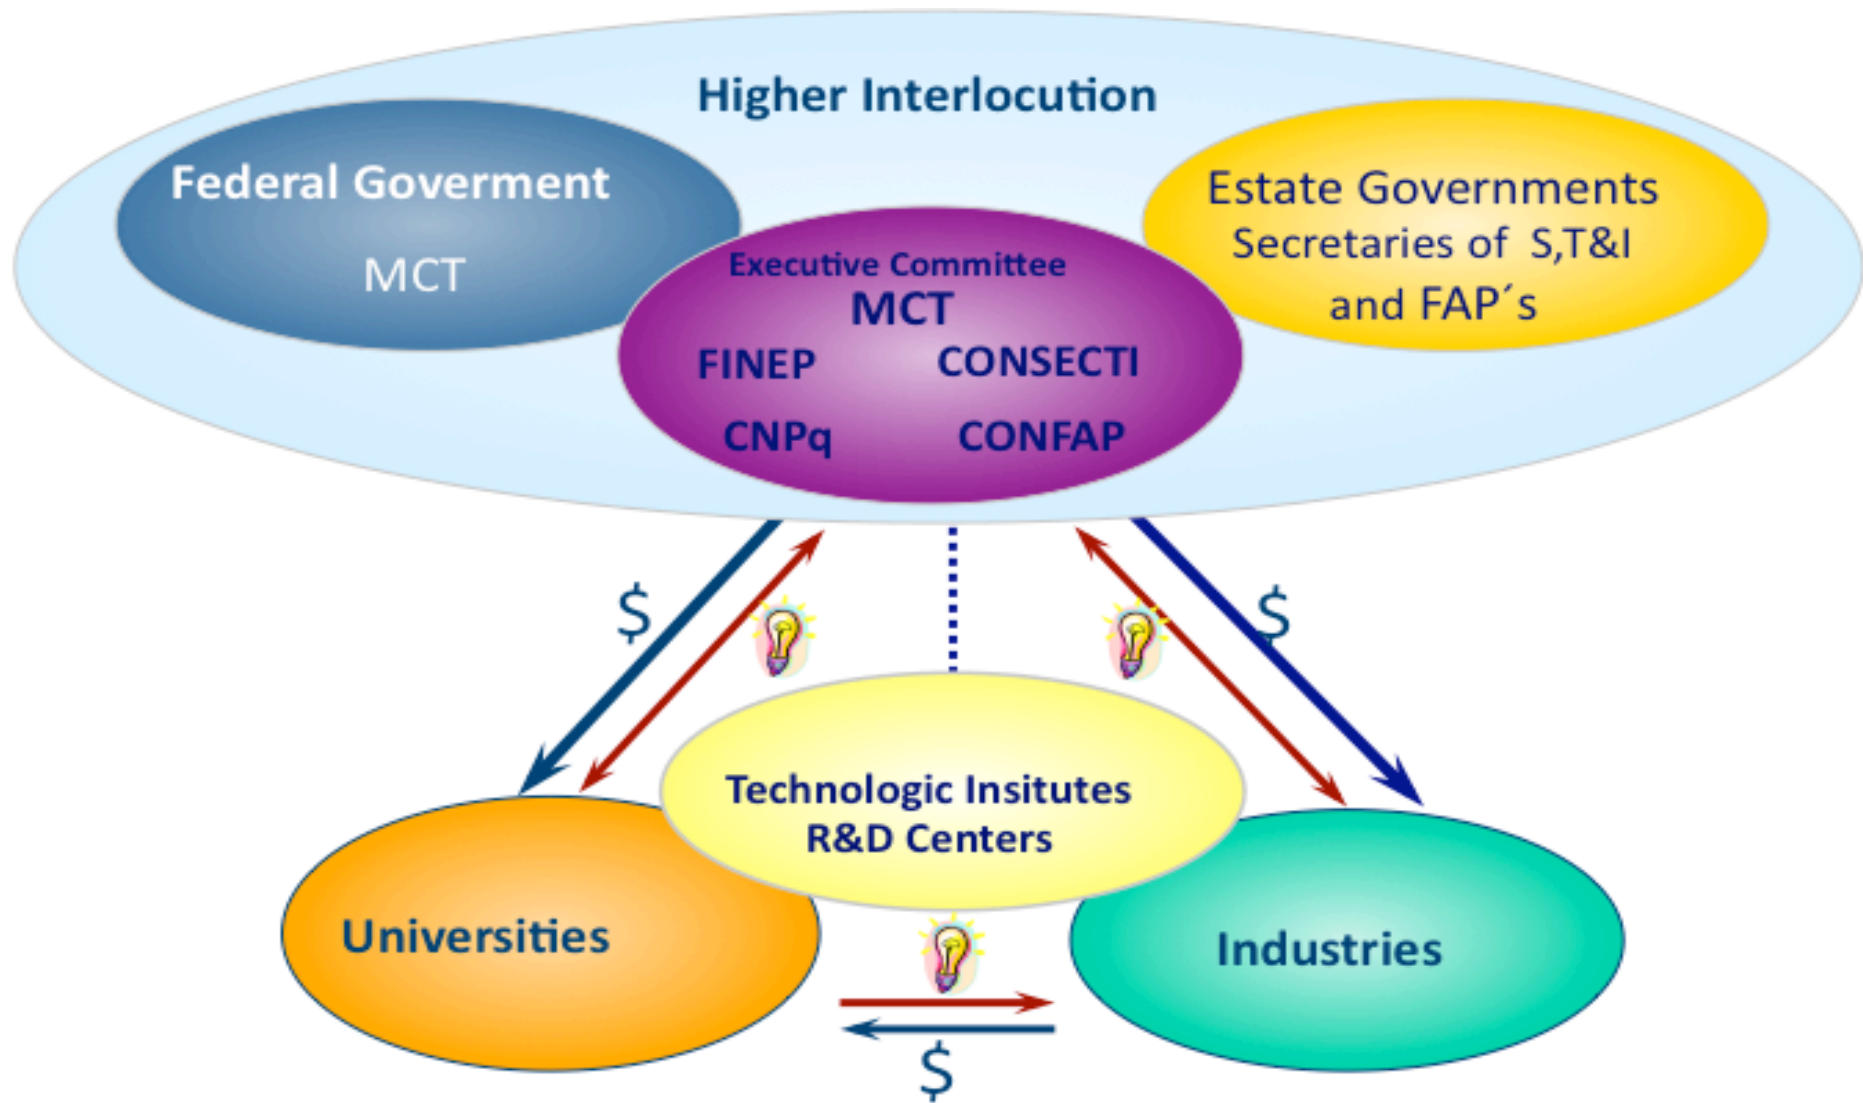 Higher Interlocution
Federal Goverment
MCT
Estate Governments
Secretaries of S,T&I
and FAP´s
Executive Committee
MCT
FINEP CONSECTI
CNPq CONFAP
$
$
Technologic Insitutes
R&D Centers
Universities
Industries
$